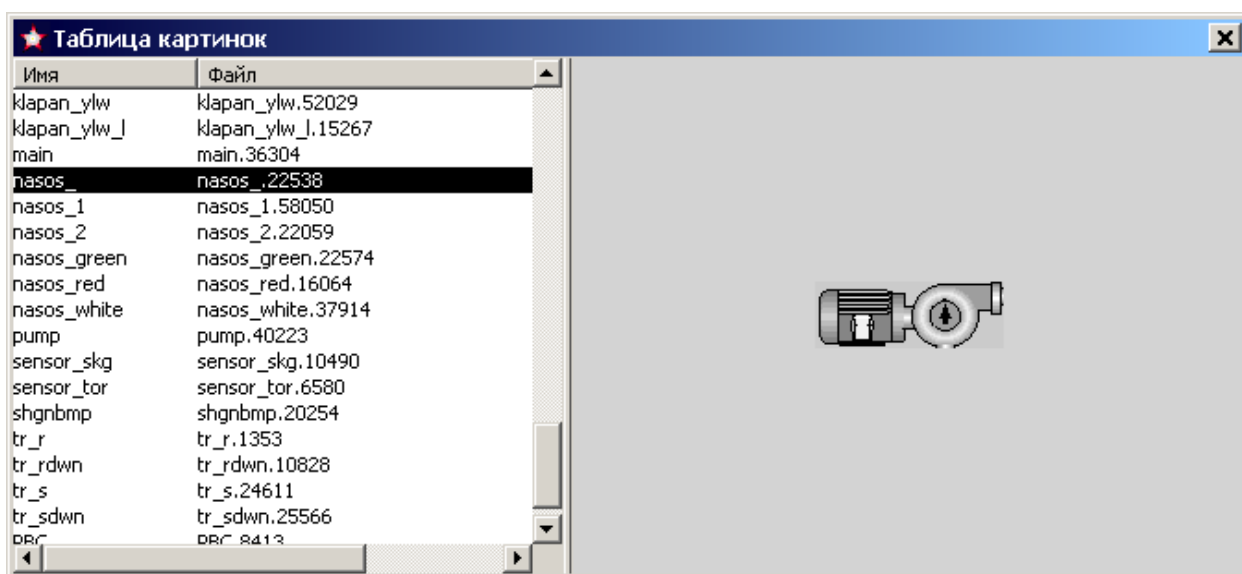 Таблица картинок
Имя Файл
klapan_ylw klapan_ylw.52029
klapan_ylw_l klapan_ylw_l.15267
main main.36304
nasos_ nasos_.22538
nasos_1 nasos_1.58050
nasos_2 nasos_2.22059
nasos_green nasos_green.22574
nasos_red nasos_red.16064
nasos_white nasos_white.37914
pump pump.40223
sensor_skg sensor_skg.10490
sensor_tor sensor_tor.6580
shgnbmp shgnbmp.20254
tr_r tr_r.1353
tr_rdwn tr_rdwn.10828
tr_s tr_s.24611
tr_sdwn tr_sdwn.25566